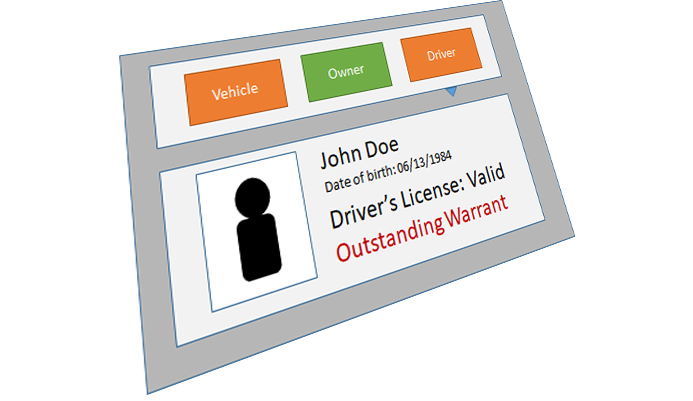 Vehicle
Owner
Driver
John Doe
Date of birth: 06/13/1984
Driver's License: Valid
Outstanding Warrant